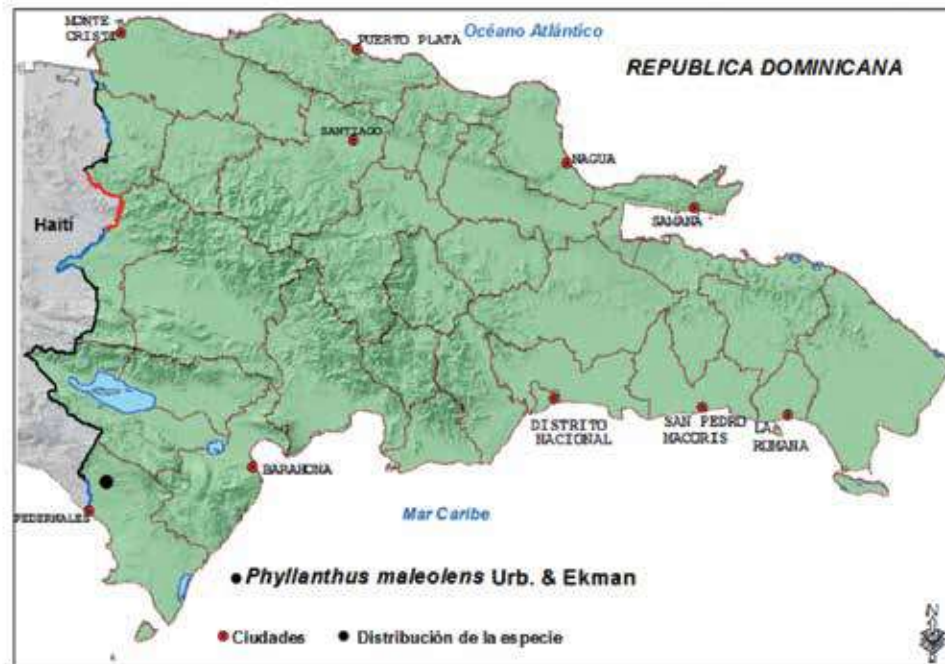 MONTE
CRISTI
Océano Atlántico
PUERTO PLATA
REPUBLICA DOMINICANA
SANTIAGO
NAGUA
SAMANA
Haití
DISTRITO
NACIONAL
SAN PEDRO
MACORIS
LA
ROMANA
BARAHONA
PEDERNALES
Mar Caribe
Phyllanthus maleolens Urb. & Ekman
Ciudades
Distribución de la especie
N